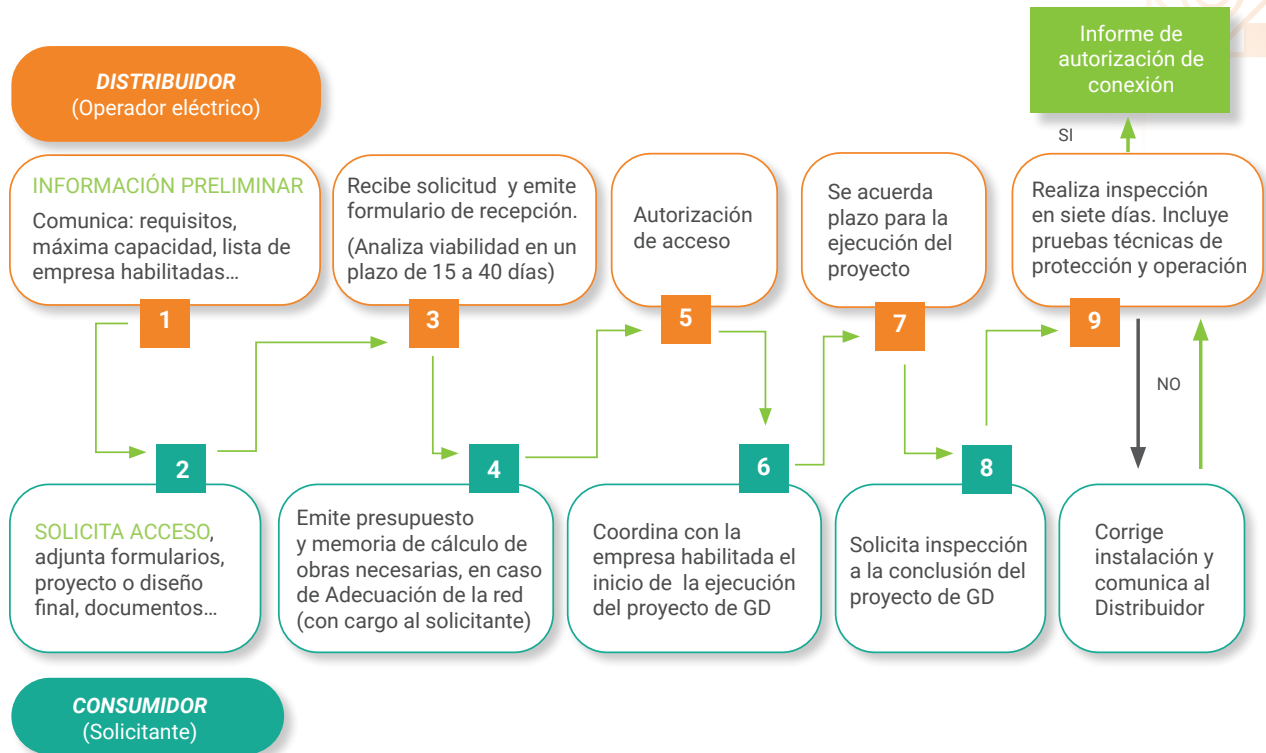 Informe de
autorización de
conexión
DISTRIBUIDOR
(Operador eléctrico)
SI
INFORMACIÓN PRELIMINAR
Comunica: requisitos,
máxima capacidad, lista de
empresa habilitadas...
1
Recibe solicitud y emite
formulario de recepción.
(Analiza viabilidad en un
plazo de 15 a 40 días)
3
Autorización
de acceso
5
Se acuerda
plazo para la
ejecución del
proyecto
7
Realiza inspección
en siete días. Incluye
pruebas técnicas de
protección y operación
9
NO
2
SOLICITA ACCESO,
adjunta formularios,
proyecto o diseño
final, documentos...
4
Emite presupuesto
y memoria de cálculo de
obras necesarias, en caso
de Adecuación de la red
(con cargo al solicitante)
6
Coordina con la
empresa habilitada el
inicio de la ejecución
del proyecto de GD
8
Solicita inspección
a la conclusión del
proyecto de GD
Corrige
instalación y
comunica al
Distribuidor
CONSUMIDOR
(Solicitante)